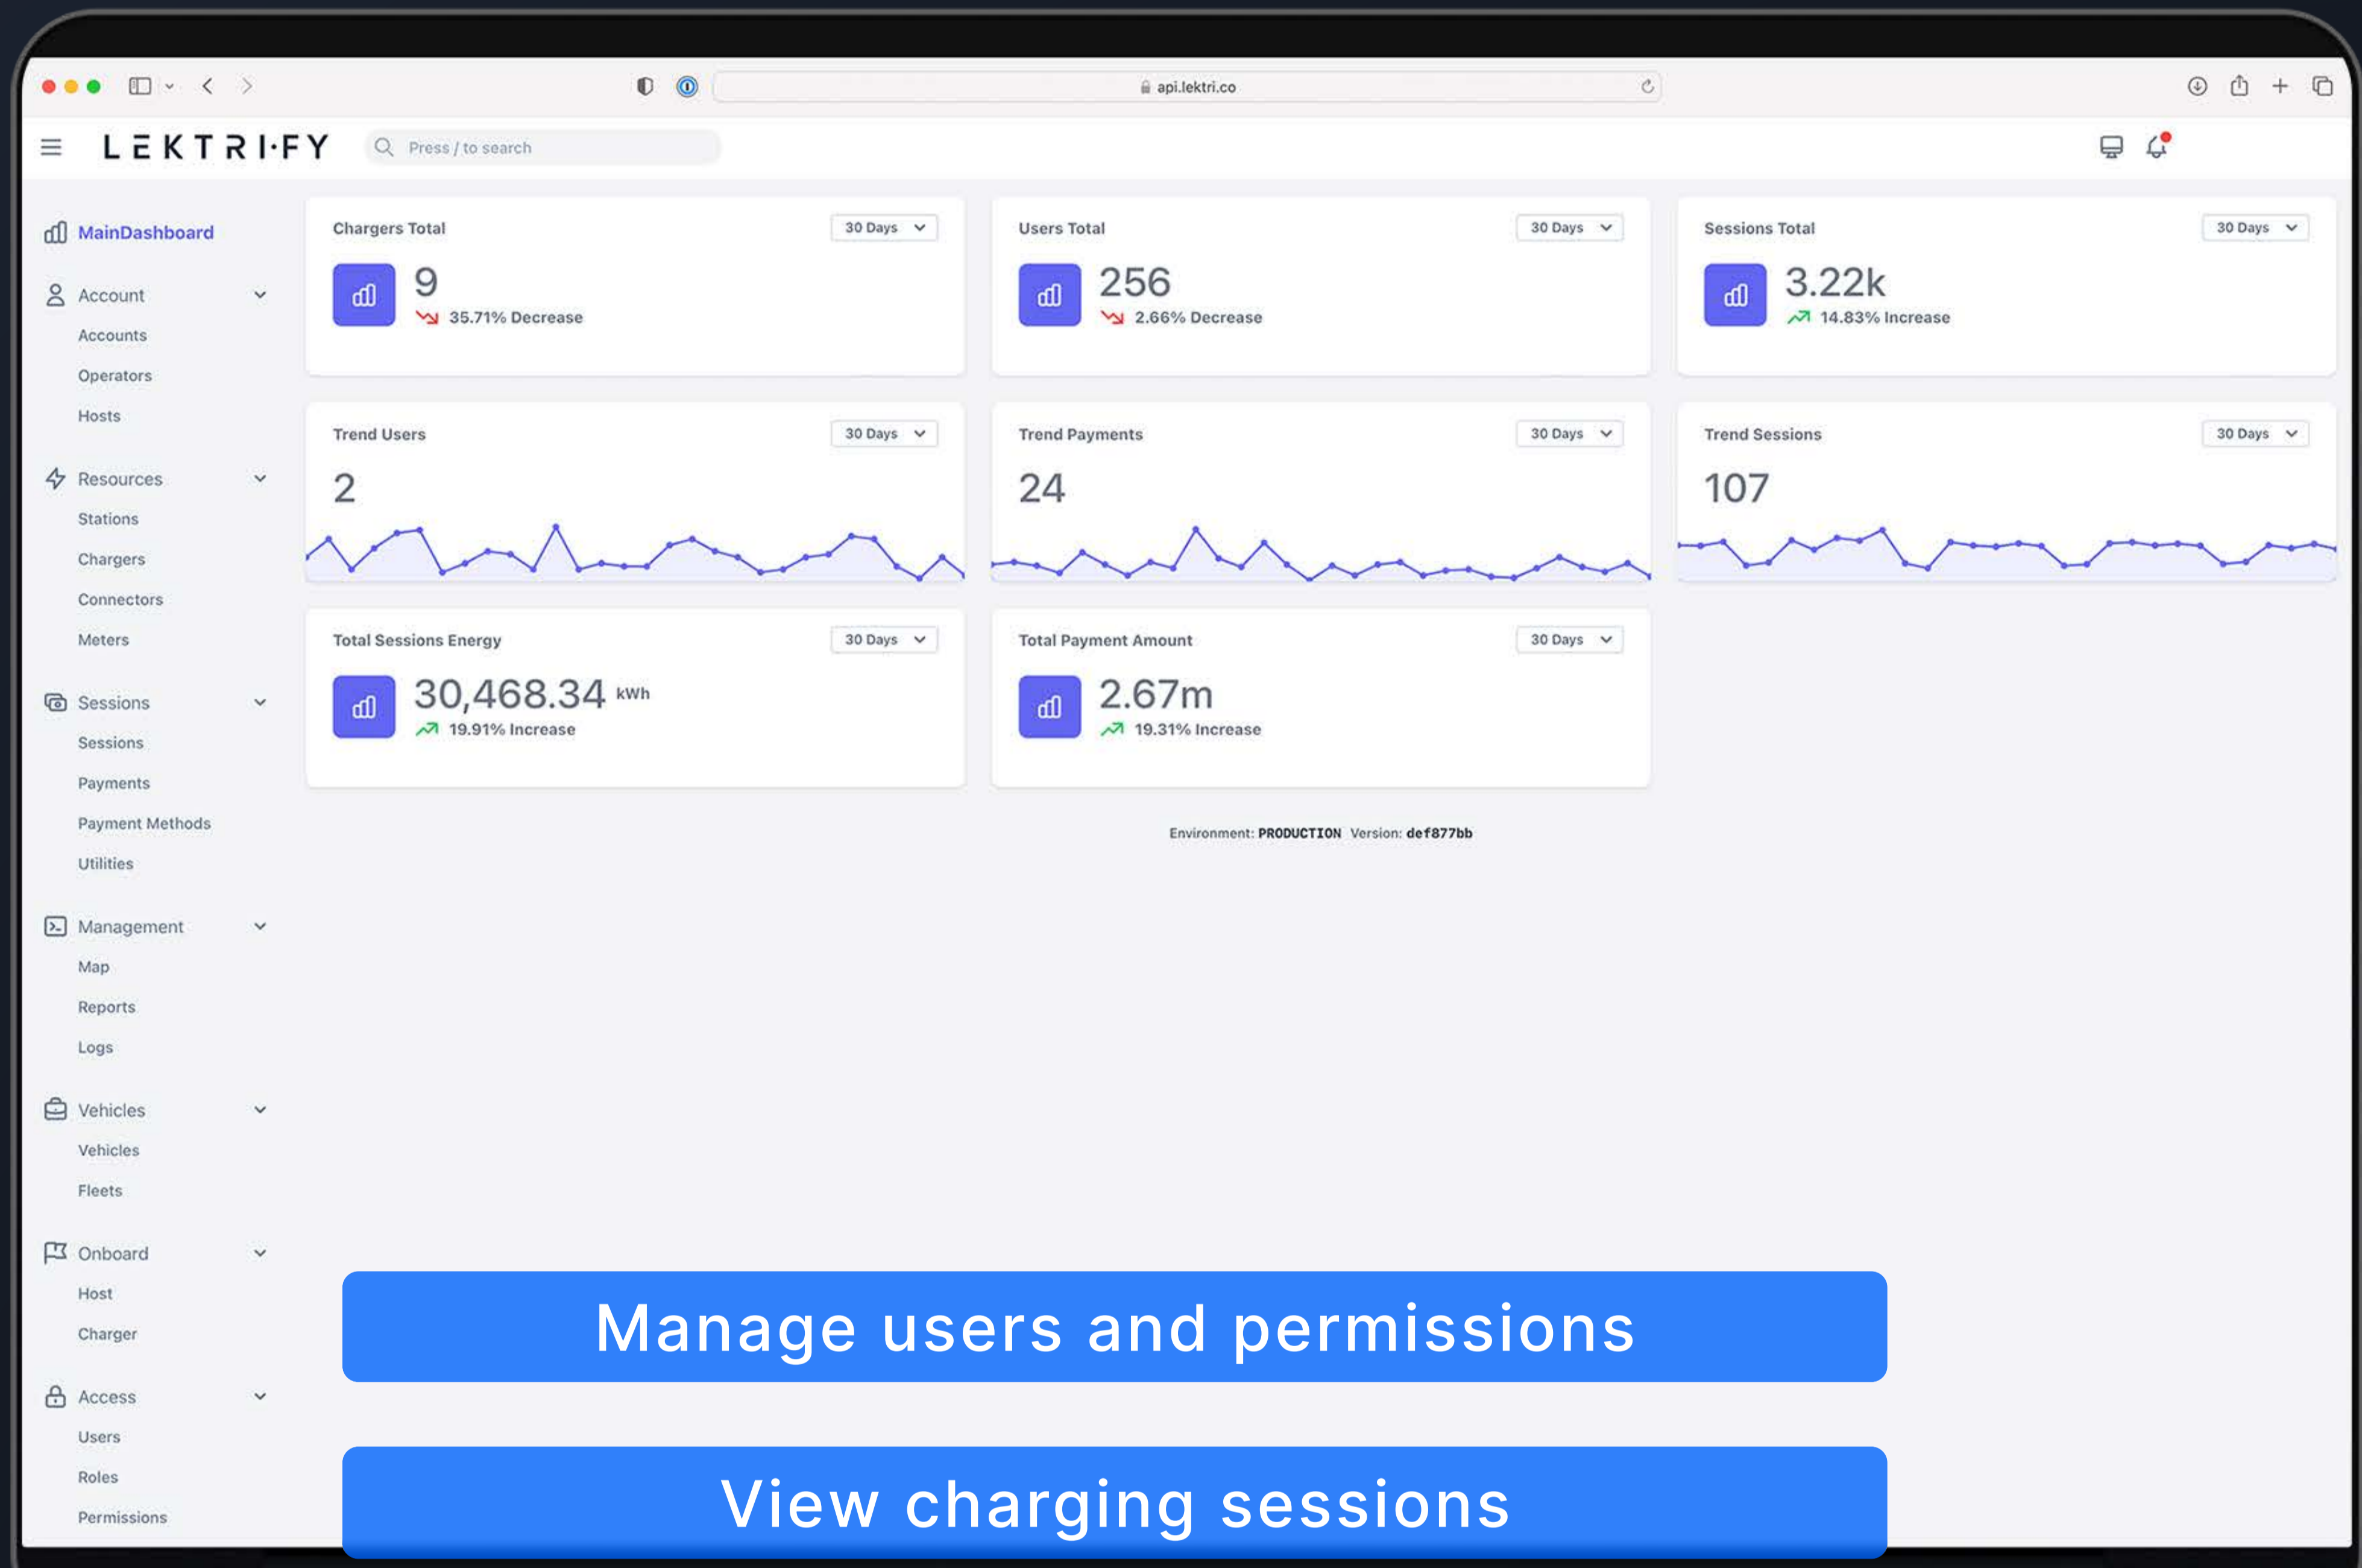 api.lektri.co
LEKTRI·FY
Press / to search
MainDashboard
Account
Accounts
Operators
Hosts
Resources
Stations
Chargers
Connectors
Meters
Sessions
Sessions
Payments
Payment Methods
Utilities
Management
Map
Reports
Logs
Vehicles
Vehicles
Fleets
Onboard
Host
Charger
Access
Users
Roles
Permissions
Chargers Total
30 Days
9
35.71% Decrease
Users Total
30 Days
256
2.66% Decrease
Sessions Total
30 Days
3.22k
14.83% Increase
Trend Users
30 Days
2
Trend Payments
30 Days
24
Trend Sessions
30 Days
107
Total Sessions Energy
30 Days
30,468.34 kWh
19.91% Increase
Total Payment Amount
30 Days
2.67m
19.31% Increase
Environment: PRODUCTION Version: def877bb
Manage users and permissions
View charging sessions